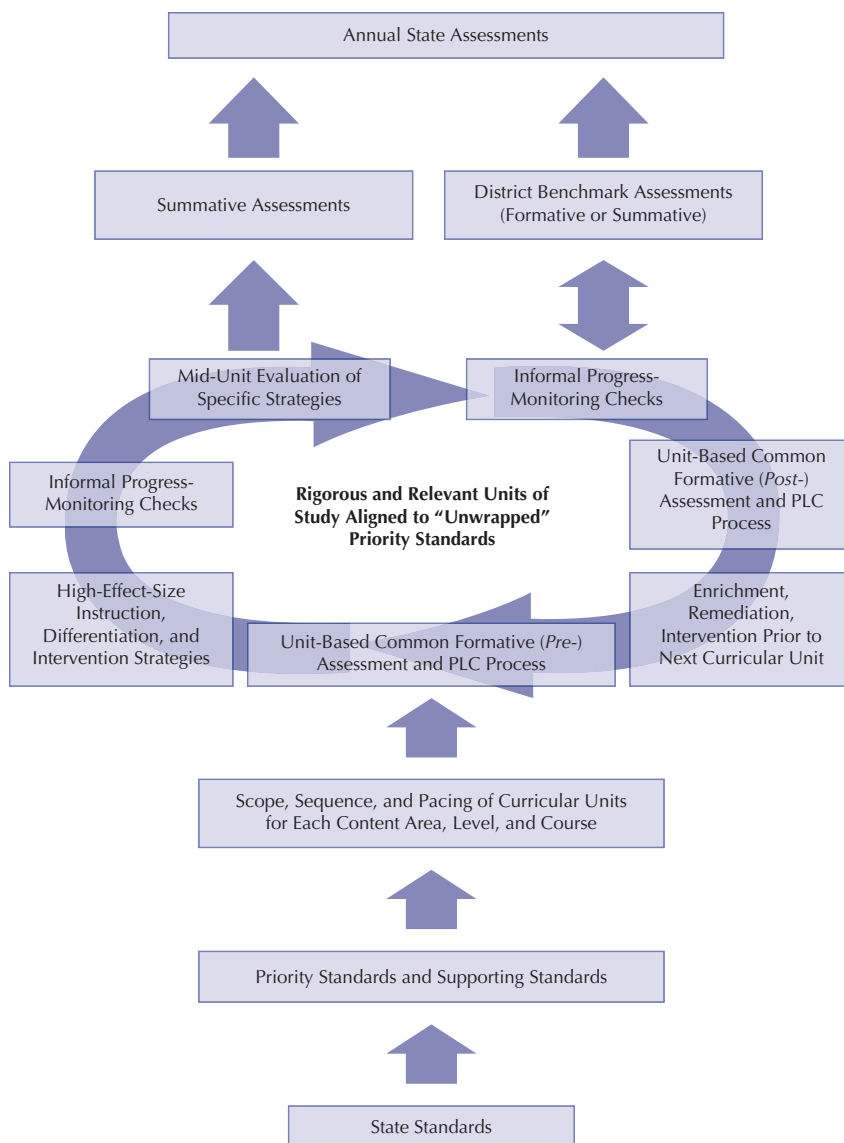 Annual State Assessments
Summative Assessments
District Benchmark Assessments
(Formative or Summative)
Mid-Unit Evaluation of
Specific Strategies
Informal Progress-
Monitoring Checks
Informal Progress-
Monitoring Checks
Unit-Based Common
Formative (Post-)
Assessment and PLC
Process
Rigorous and Relevant Units of
Study Aligned to “Unwrapped”
Priority Standards
High-Effect-Size
Instruction,
Differentiation, and
Intervention Strategies
Unit-Based Common Formative (Pre-)
Assessment and PLC Process
Enrichment,
Remediation,
Intervention Prior to
Next Curricular Unit
Scope, Sequence, and Pacing of Curricular Units
for Each Content Area, Level, and Course
Priority Standards and Supporting Standards
State Standards